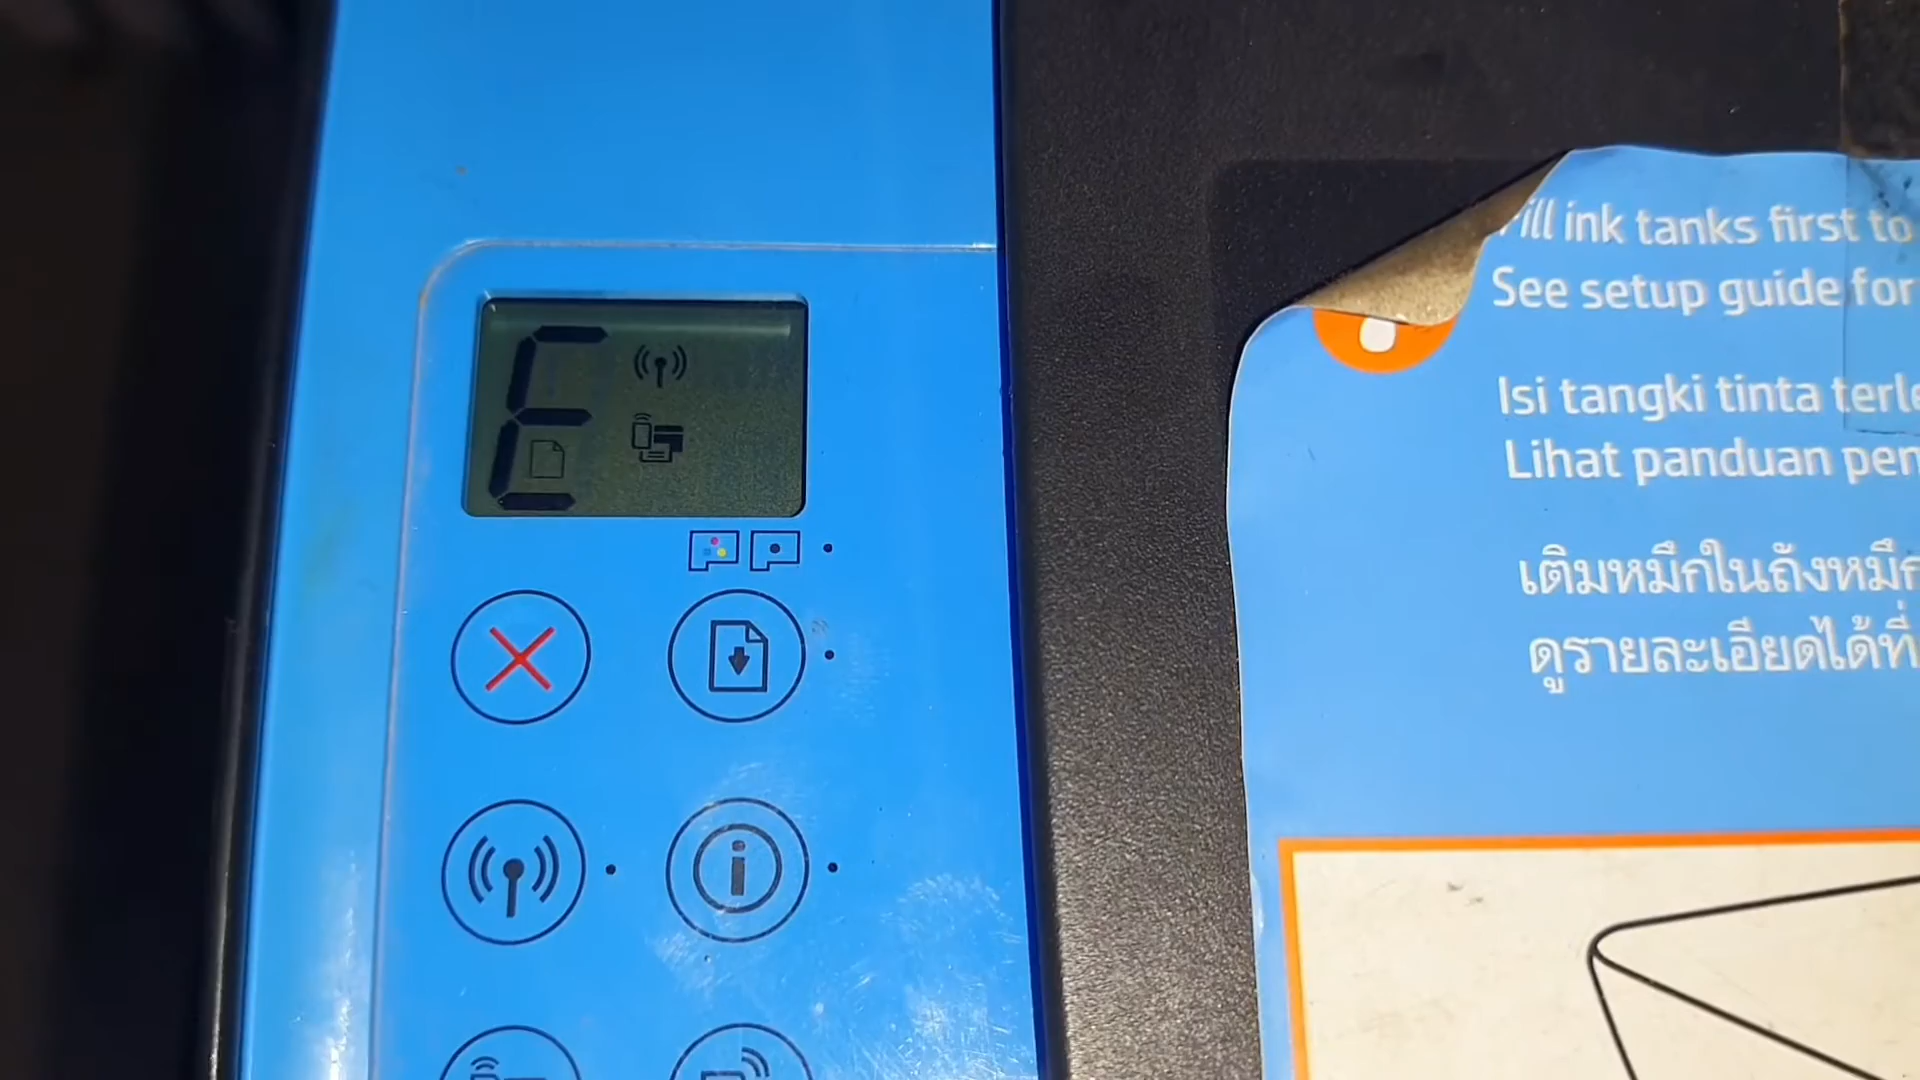 E
ill ink tanks first to
See setup guide for
Isi tangki tinta
Lihat panduan
เติมหมึกในถังหมึก
ดูรายละเอียดได้ที่